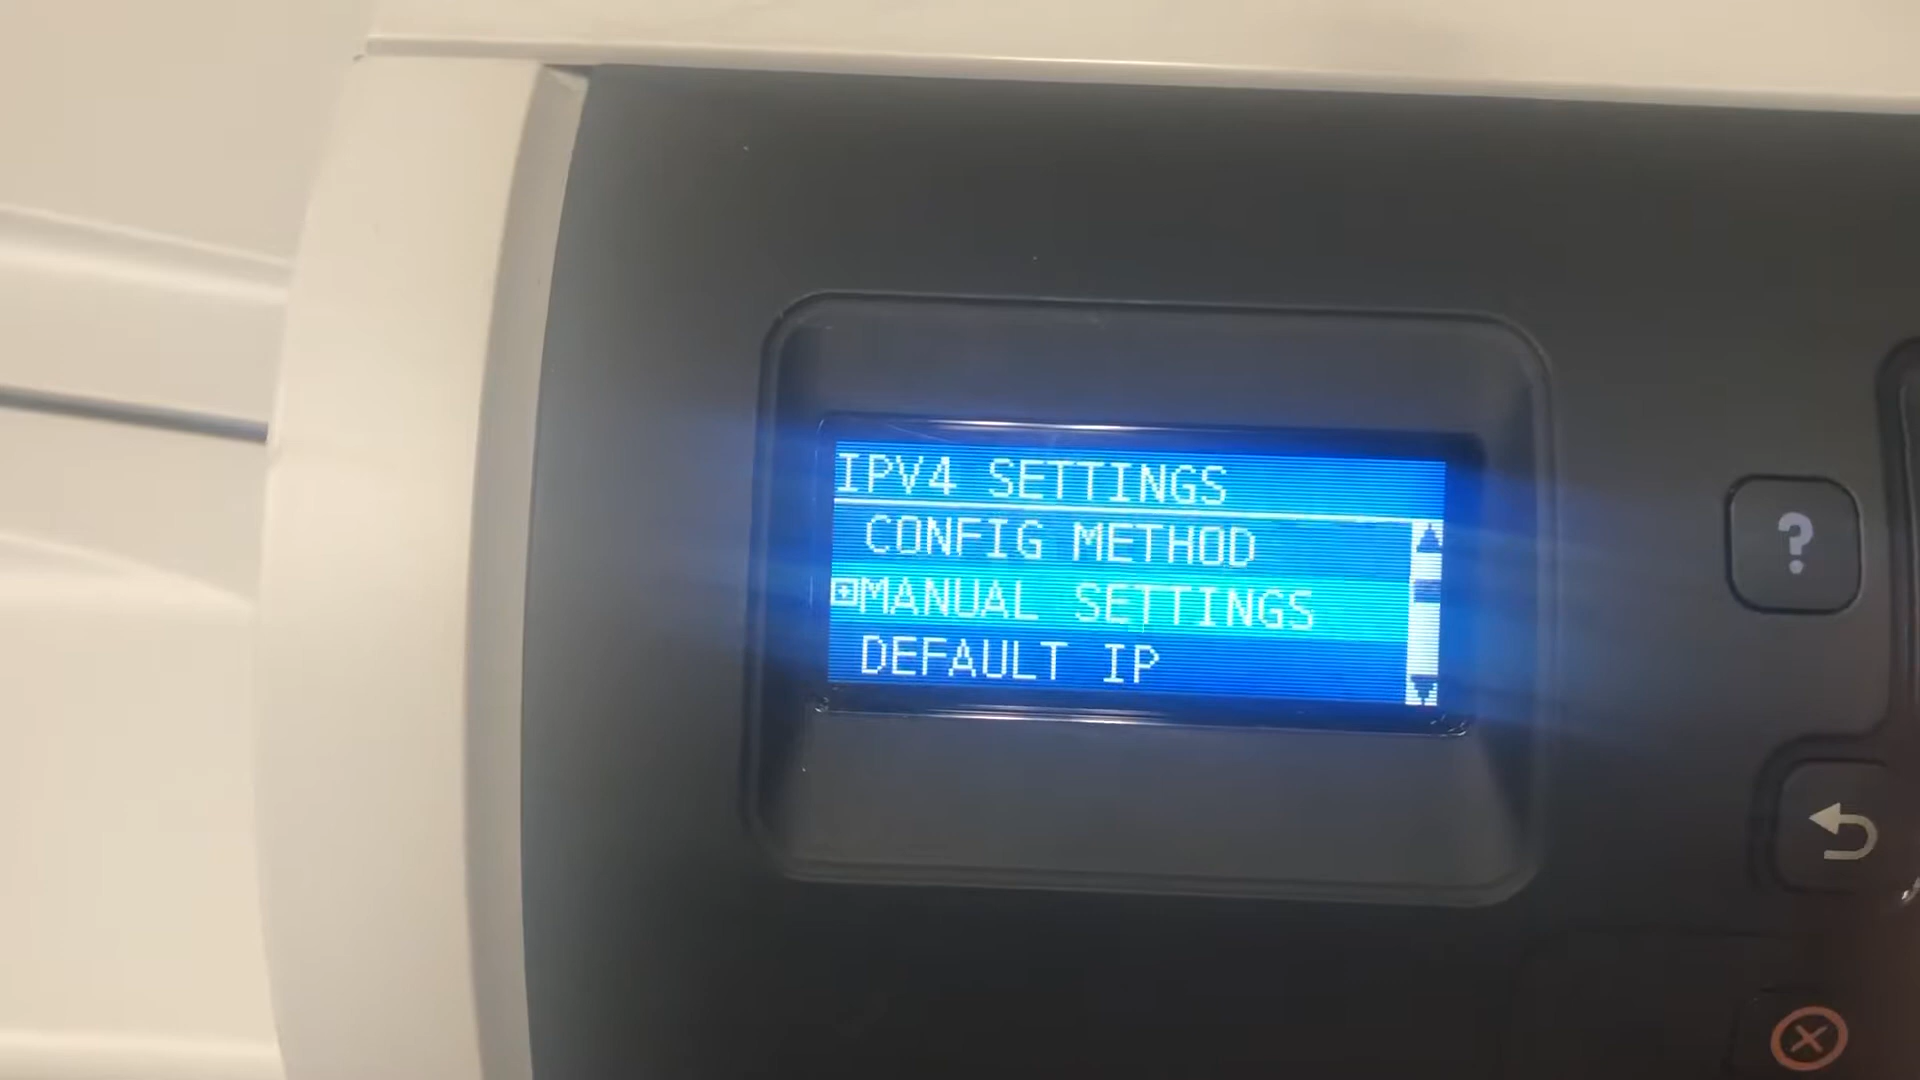 IPV4 SETTINGS
CONFIG METHOD
MANUAL SETTINGS
DEFAULT IP
?